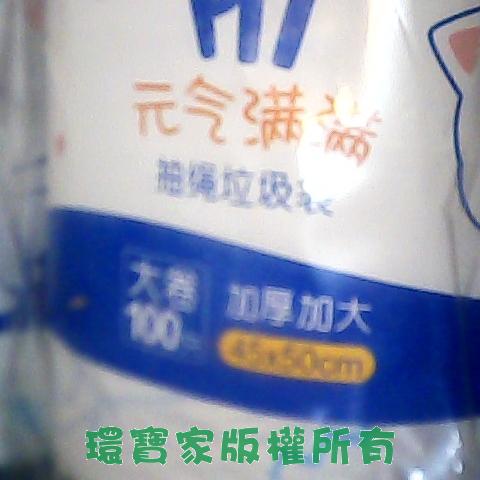 元气满满
抽绳垃圾袋
大卷 加厚加大
100 45x50cm
環寶家版權所有